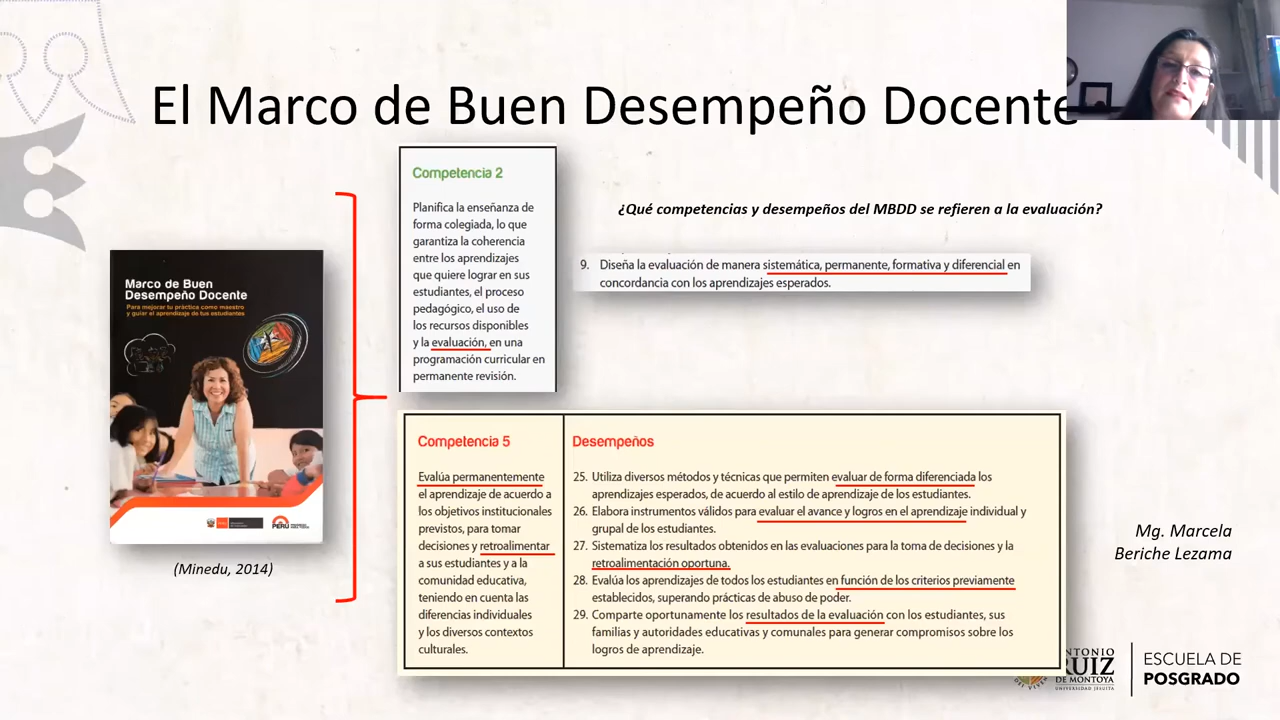 El Marco de Buen Desempeño Docente
Competencia 2
Planifica la enseñanza de
forma colegiada, lo que
garantiza la coherencia
entre los aprendizajes
que quiere lograr en sus
estudiantes, el proceso
pedagógico, el uso de
los recursos disponibles
y la evaluación, en una
programación curricular en
permanente revisión.
¿Qué competencias y desempeños del MBDD se refieren a la evaluación?
9. Diseña la evaluación de manera sistemática, permanente, formativa y diferencial en
concordancia con los aprendizajes esperados.
Marco de Buen
Desempeño Docente
Para mejorar tu práctica como maestro
y guiar el aprendizaje de tus estudiantes
PERÚ
(Minedu, 2014)
Competencia 5
Evalúa permanentemente
el aprendizaje de acuerdo a
los objetivos institucionales
previstos, para tomar
decisiones y retroalimentar
a sus estudiantes y a la
comunidad educativa,
teniendo en cuenta las
diferencias individuales
y los diversos contextos
culturales.
Desempeños
25. Utiliza diversos métodos y técnicas que permiten evaluar de forma diferenciada los
aprendizajes esperados, de acuerdo al estilo de aprendizaje de los estudiantes.
26. Elabora instrumentos válidos para evaluar el avance y logros en el aprendizaje individual y
grupal de los estudiantes.
27. Sistematiza los resultados obtenidos en las evaluaciones para la toma de decisiones y la
retroalimentación oportuna.
28. Evalúa los aprendizajes de todos los estudiantes en función de los criterios previamente
establecidos, superando prácticas de abuso de poder.
29. Comparte oportunamente los resultados de la evaluación con los estudiantes, sus
familias y autoridades educativas y comunales para generar compromisos sobre los
logros de aprendizaje.
Mg. Marcela
Beriche Lezama
NTONIO
RUIZ
DE MONTOYA
UNIVERSIDAD JESUITA
ESCUELA DE
POSGRADO